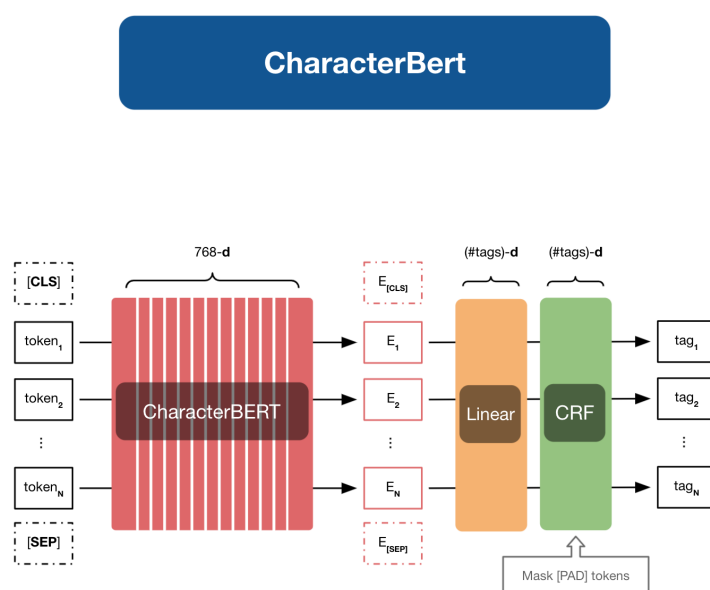 CharacterBert
768-d (#tags)-d (#tags)-d
[CLS] E[CLS]
token1 E1 tag1
token2 E2 tag2
CharacterBERT Linear CRF
⋮ ⋮ ⋮
tokenN EN tagN
[SEP] E[SEP]
Mask [PAD] tokens